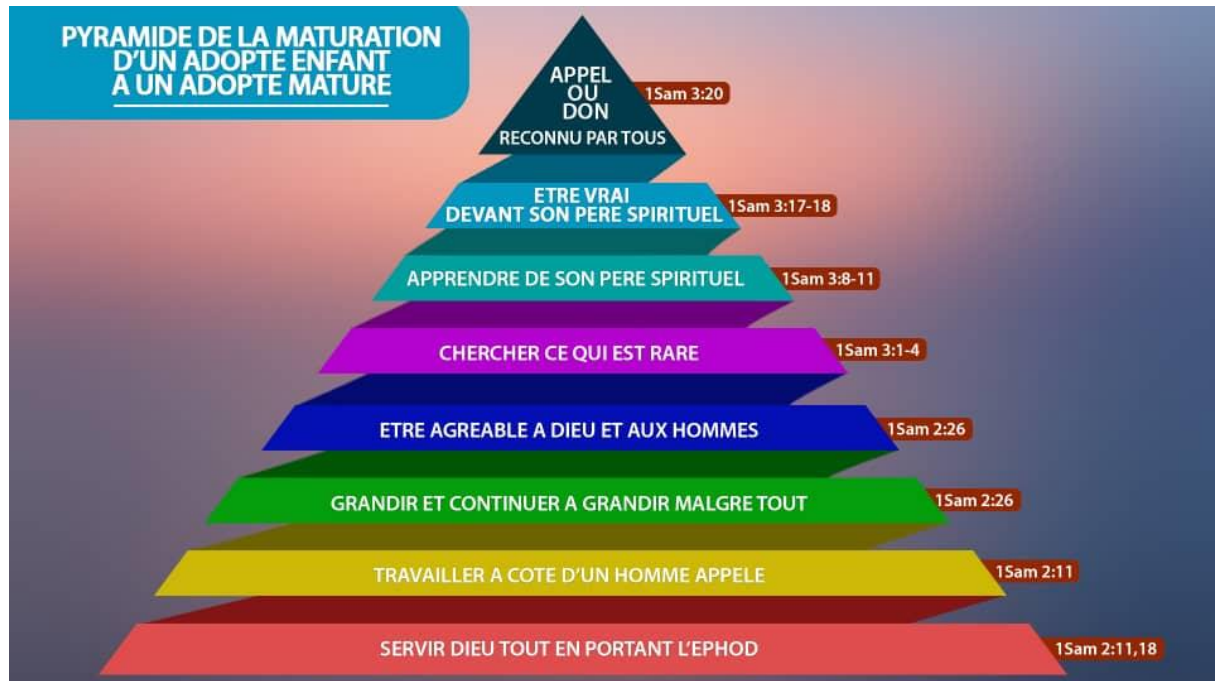 PYRAMIDE DE LA MATURATION
D'UN ADOPTE ENFANT
A UN ADOPTE MATURE
APPEL
OU
DON
RECONNU PAR TOUS
1Sam 3:20
ETRE VRAI
DEVANT SON PERE SPIRITUEL
1Sam 3:17-18
APPRENDRE DE SON PERE SPIRITUEL
1Sam 3:8-11
CHERCHER CE QUI EST RARE
1Sam 3:1-4
ETRE AGREABLE A DIEU ET AUX HOMMES
1Sam 2:26
GRANDIR ET CONTINUER A GRANDIR MALGRE TOUT
1Sam 2:26
TRAVAILLER A COTE D'UN HOMME APPELE
1Sam 2:11
SERVIR DIEU TOUT EN PORTANT L'EPHOD
1Sam 2:11,18